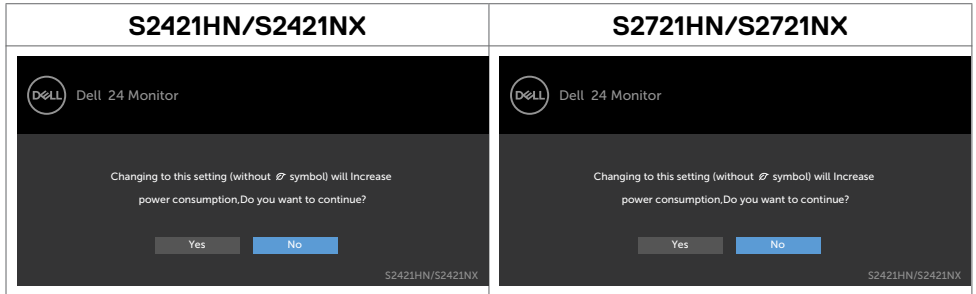 S2421HN/S2421NX
S2721HN/S2721NX
DELL Dell 24 Monitor
Changing to this setting (without symbol) will Increase
power consumption,Do you want to continue?
Yes No
S2421HN/S2421NX
DELL Dell 24 Monitor
Changing to this setting (without symbol) will Increase
power consumption,Do you want to continue?
Yes No
S2421HN/S2421NX